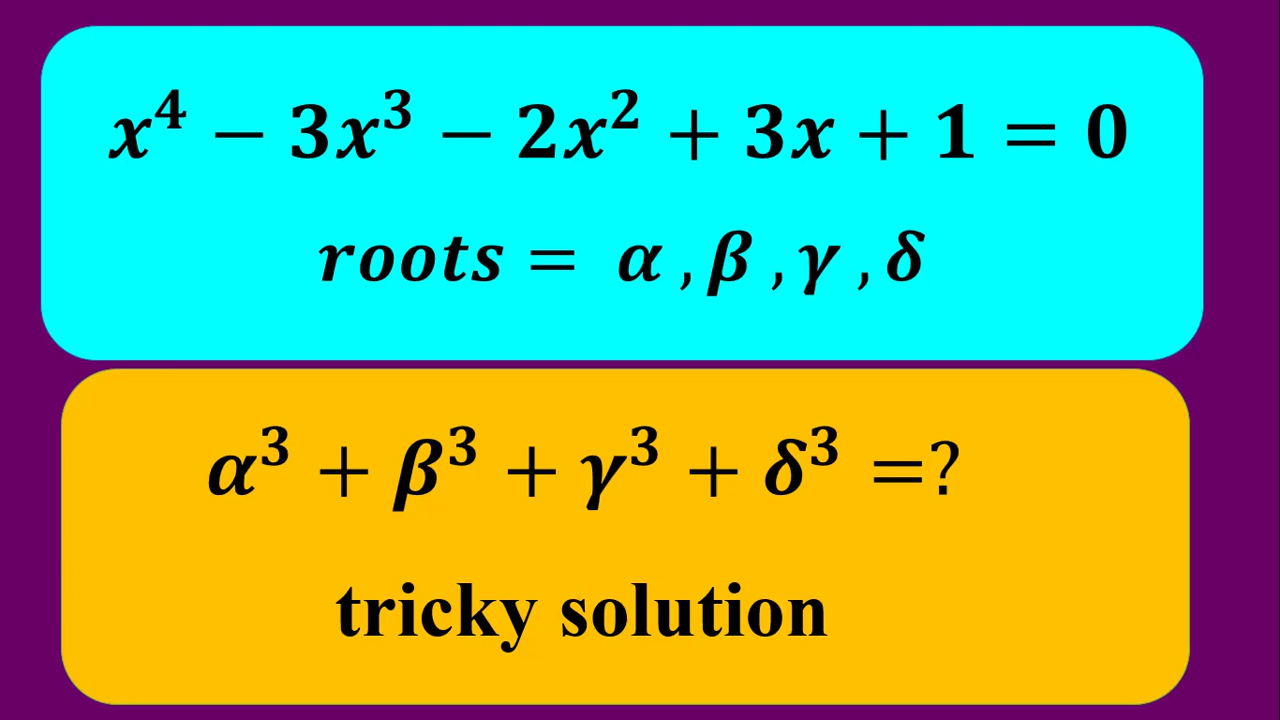 x⁴ − 3x³ − 2x² + 3x + 1 = 0
roots = α , β , γ , δ
α³ + β³ + γ³ + δ³ =?
tricky solution